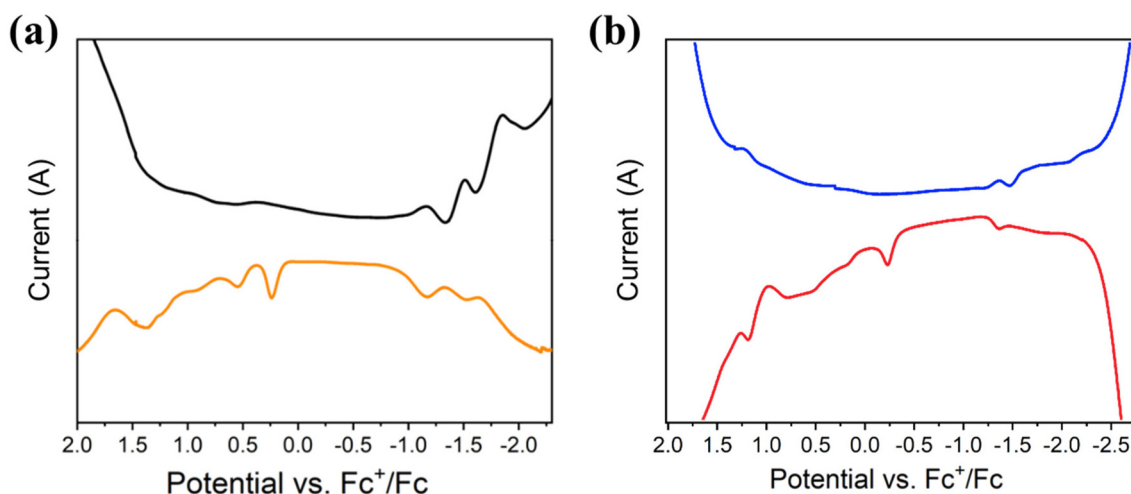 (a)
Current (A)
2.0 1.5 1.0 0.5 0.0 -0.5 -1.0 -1.5 -2.0
Potential vs. Fc⁺/Fc
(b)
Current (A)
2.0 1.5 1.0 0.5 0.0 -0.5 -1.0 -1.5 -2.0 -2.5
Potential vs. Fc⁺/Fc